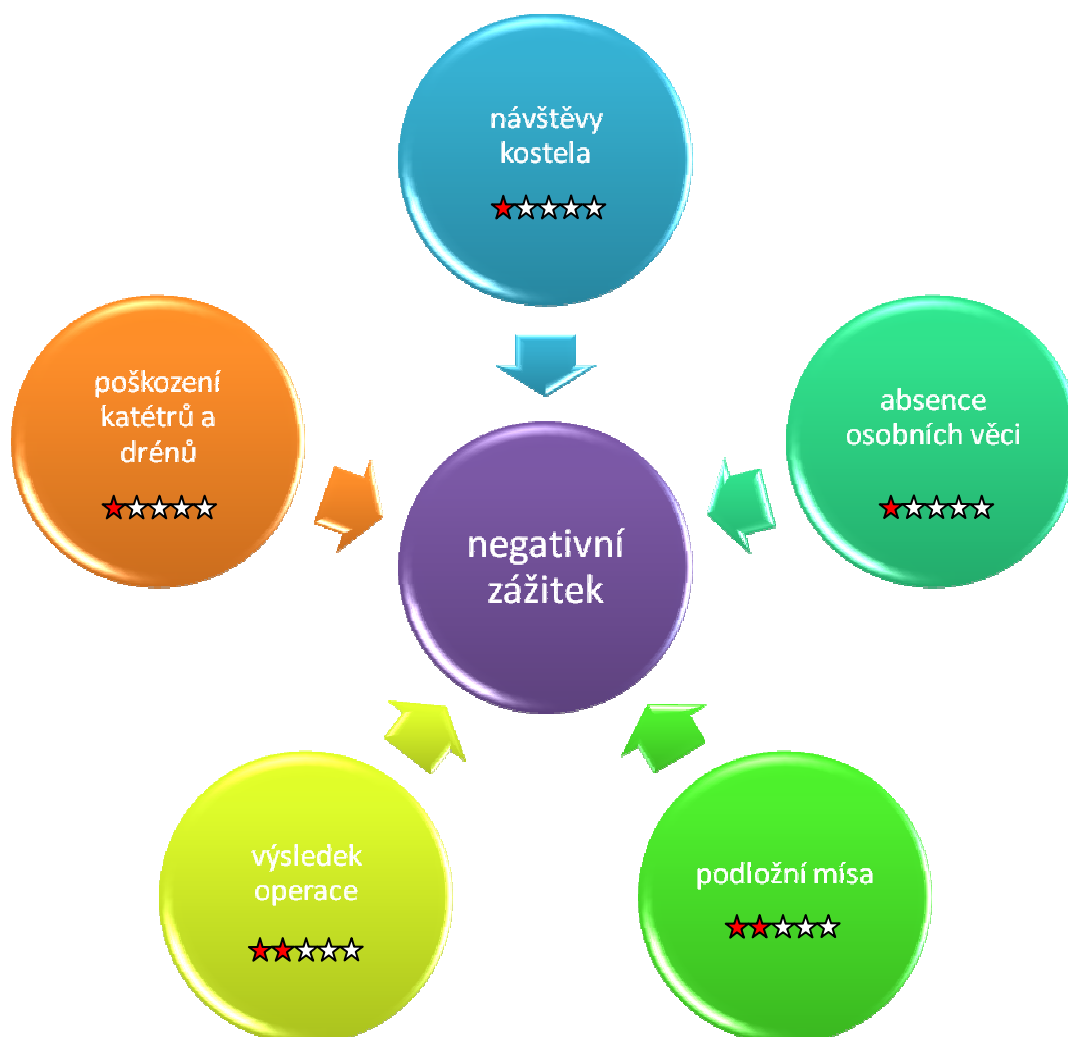 návštěvy
kostela
poškození
katétrů a
drénů
absence
osobních věci
negativní
zážitek
výsledek
operace
podložní mísa